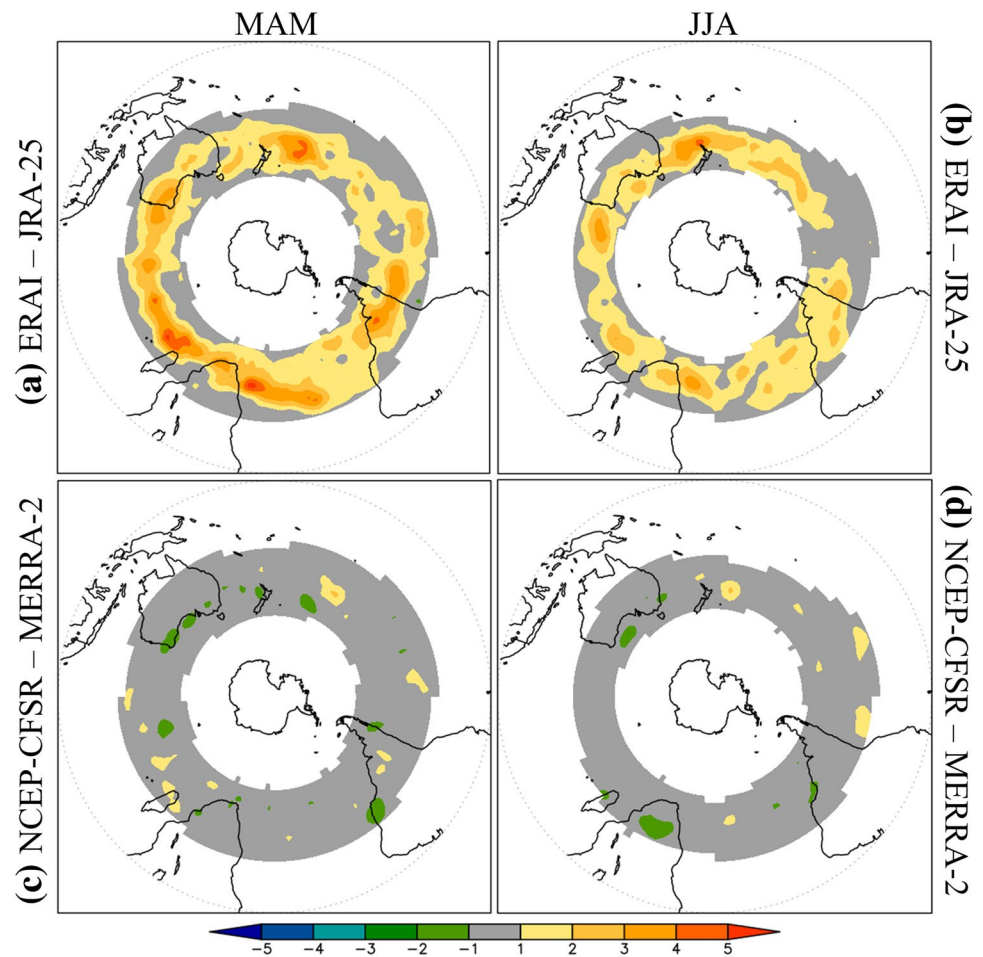 MAM
JJA
(a) ERAI – JRA-25
(b) ERAI – JRA-25
(c) NCEP-CFSR – MERRA-2
(d) NCEP-CFSR – MERRA-2
−5 −4 −3 −2 −1 1 2 3 4 5